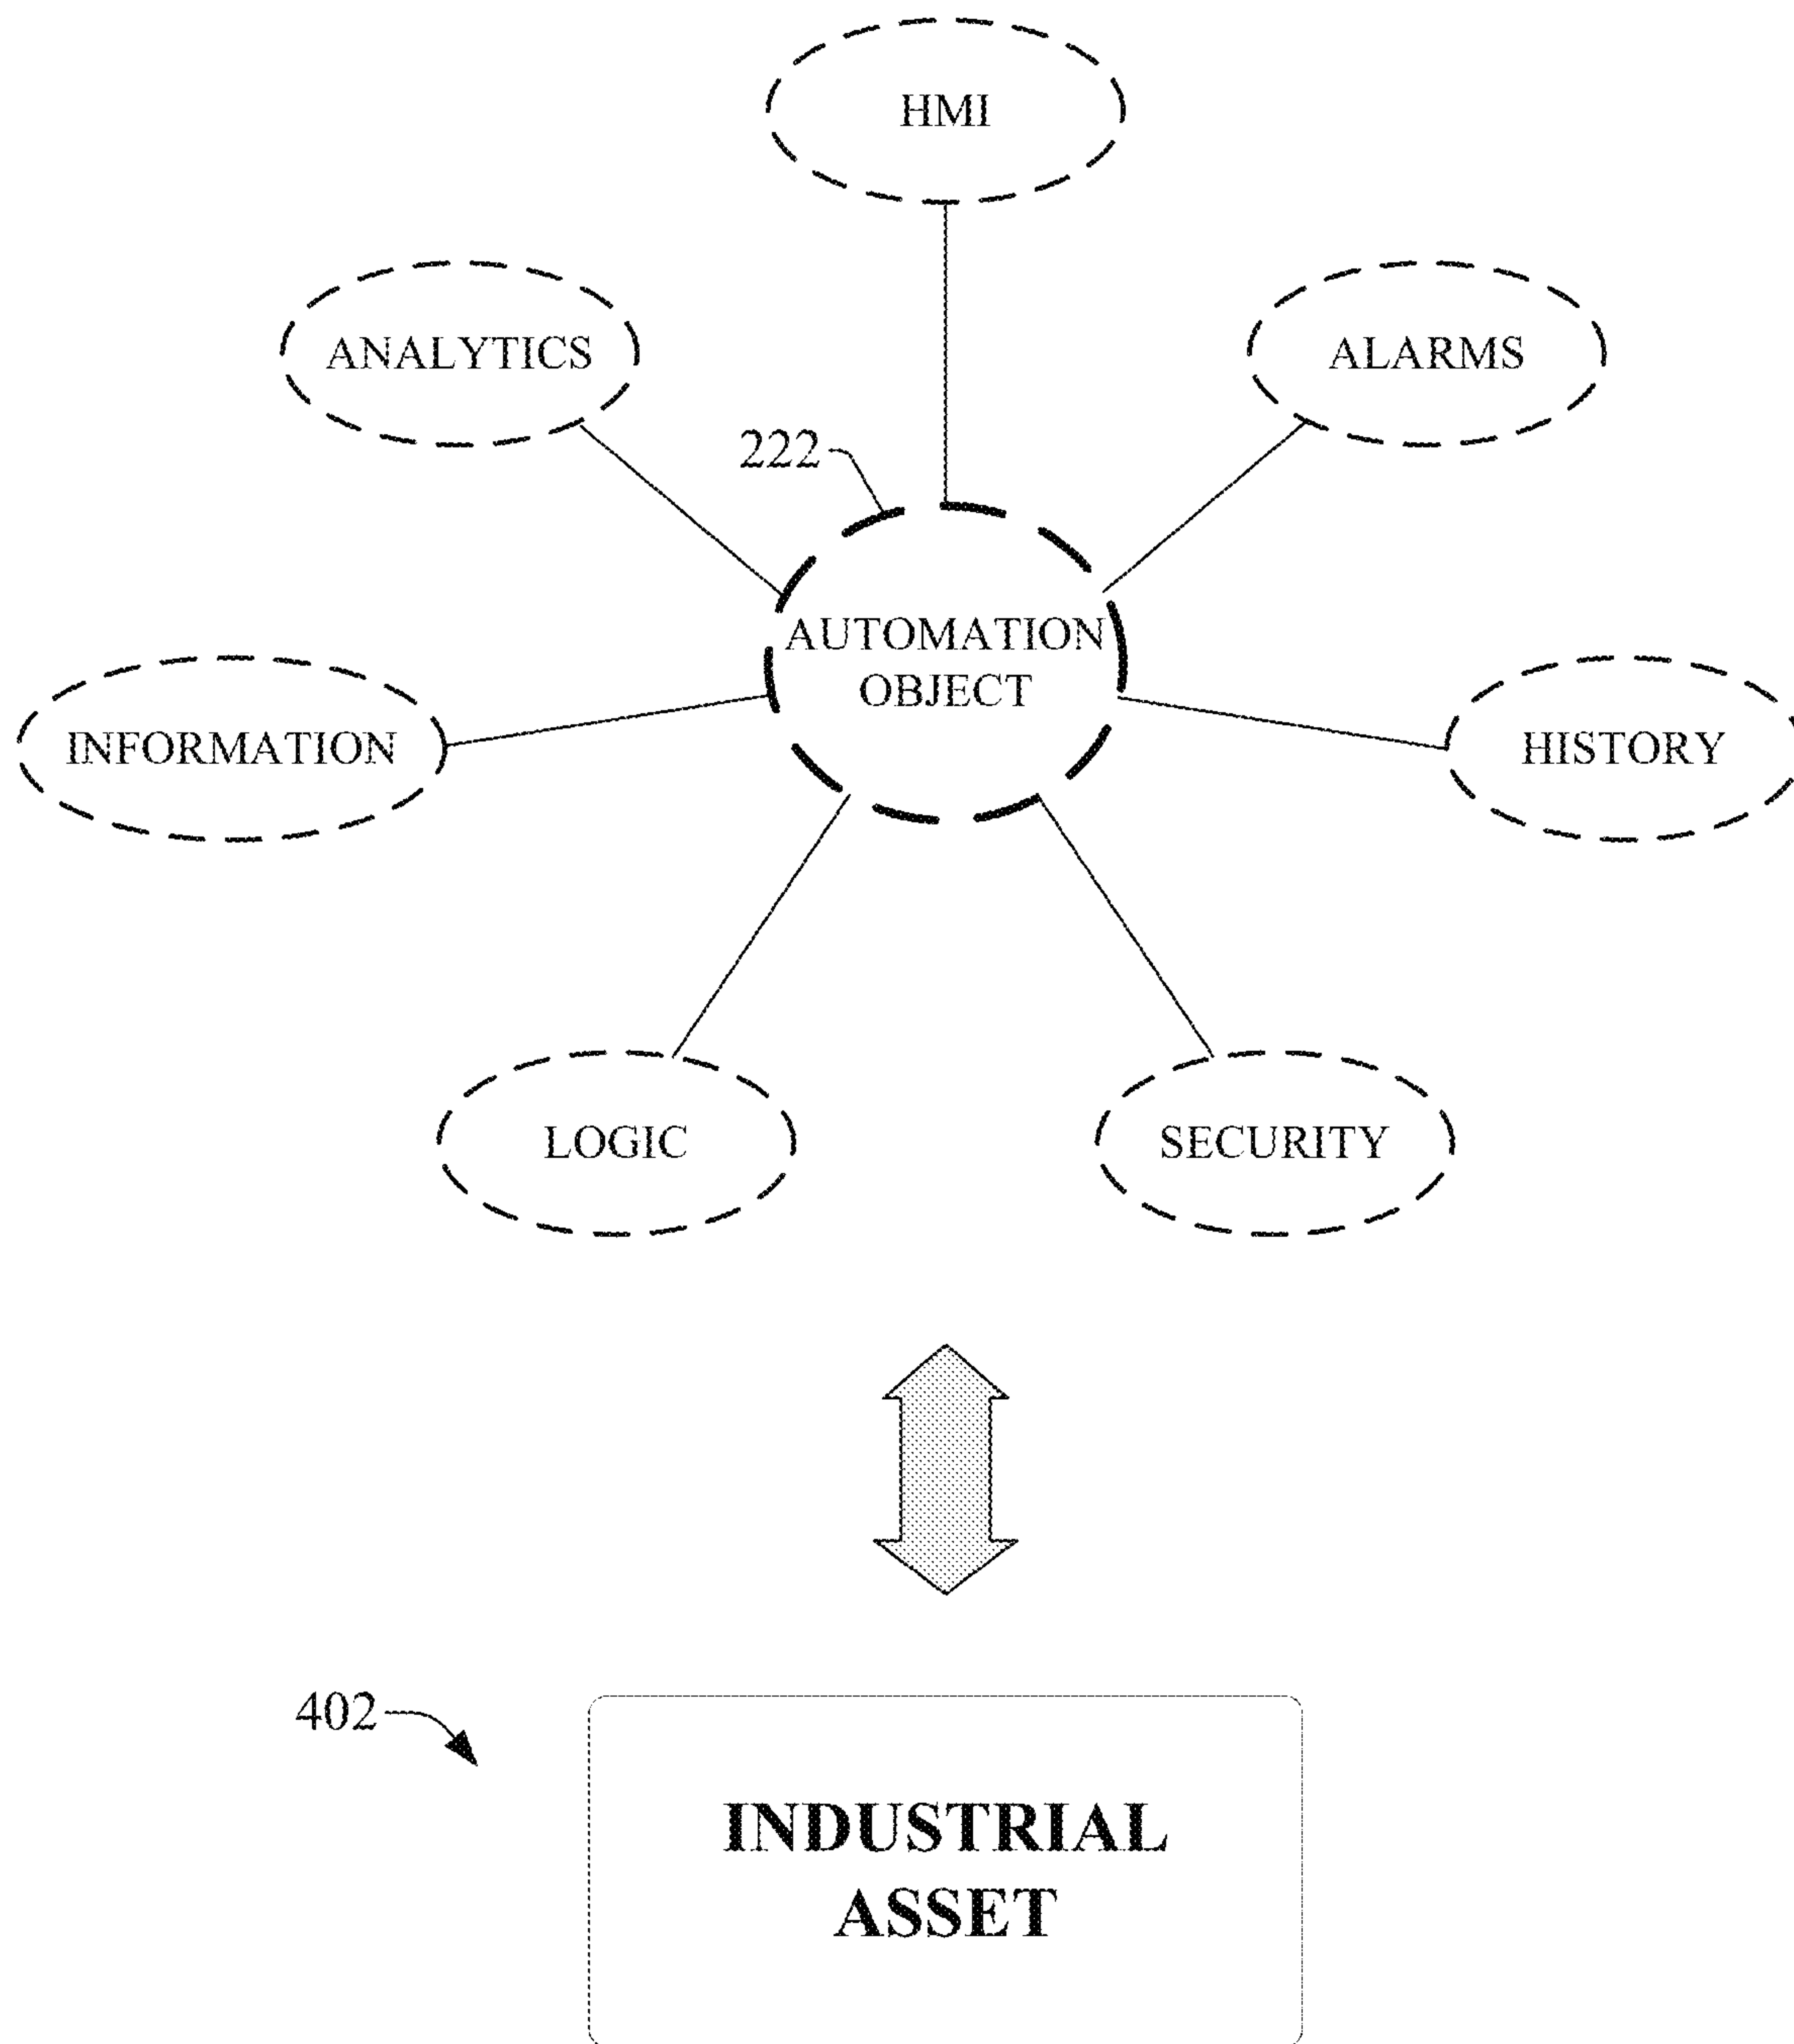 HMI
ANALYTICS
ALARMS
222
AUTOMATION
OBJECT
INFORMATION
HISTORY
LOGIC
SECURITY
402
INDUSTRIAL
ASSET